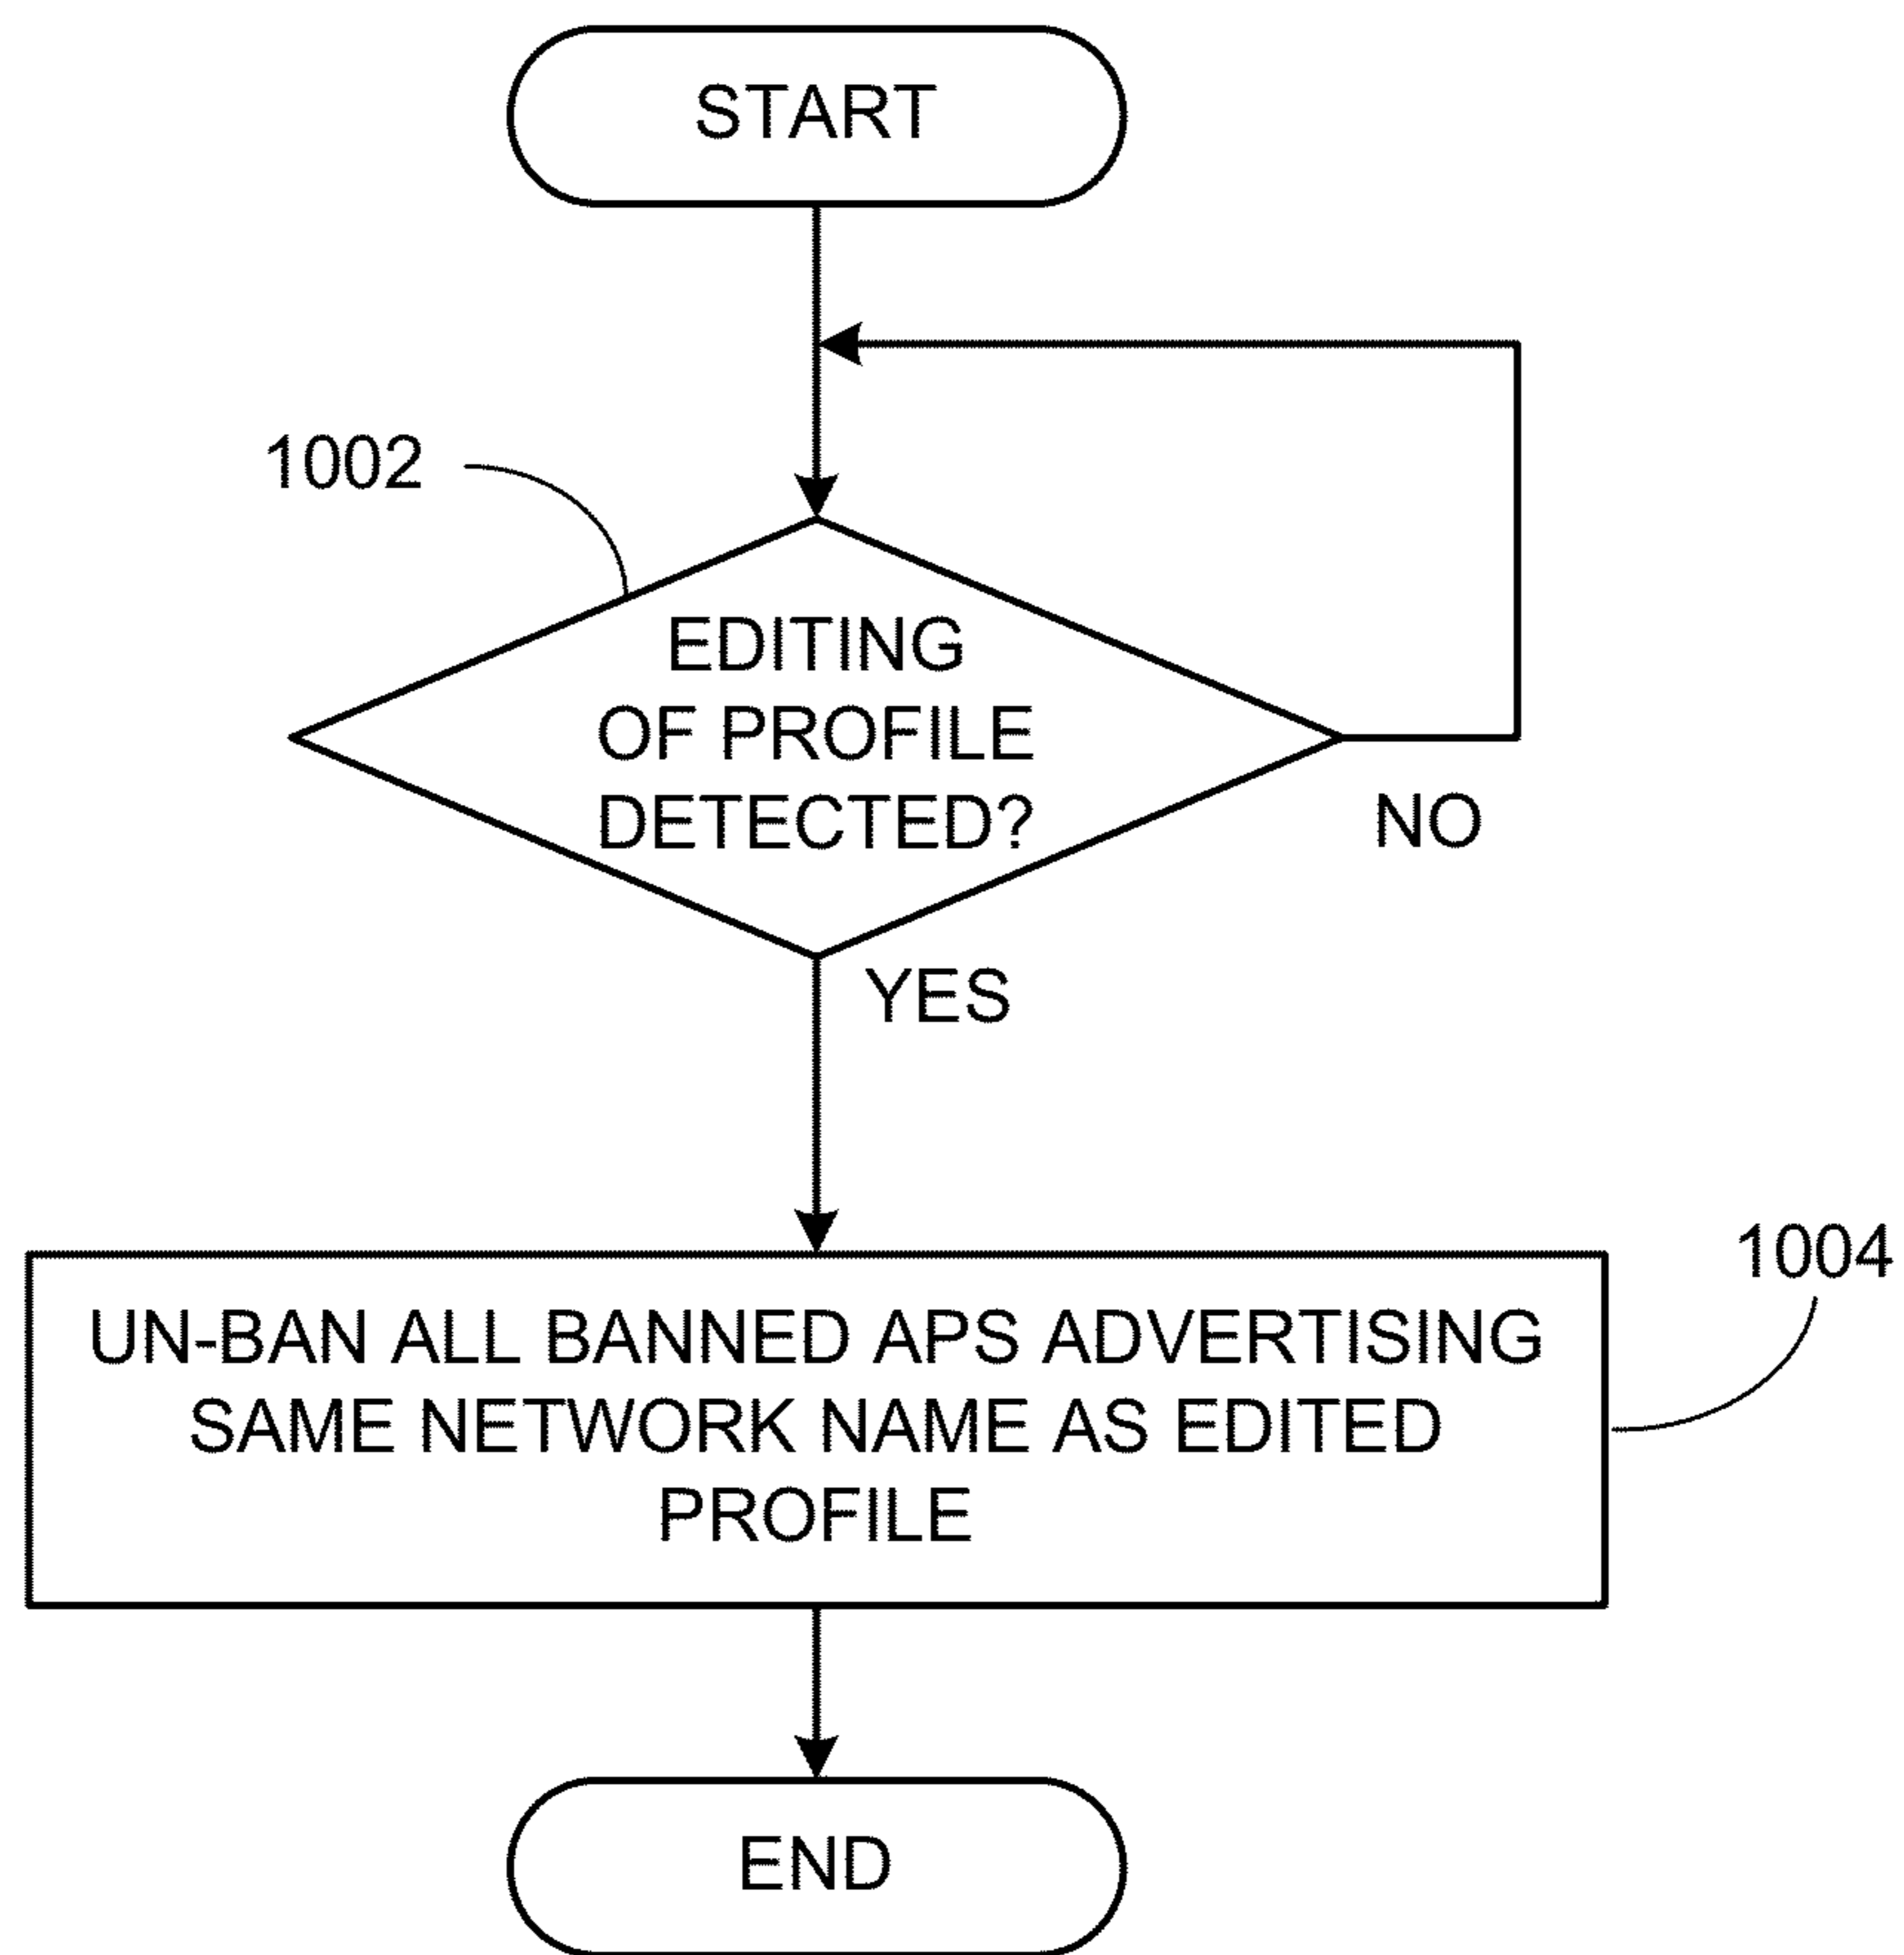 START
1002
EDITING
OF PROFILE
DETECTED?
NO
YES
1004
UN-BAN ALL BANNED APS ADVERTISING
SAME NETWORK NAME AS EDITED
PROFILE
END